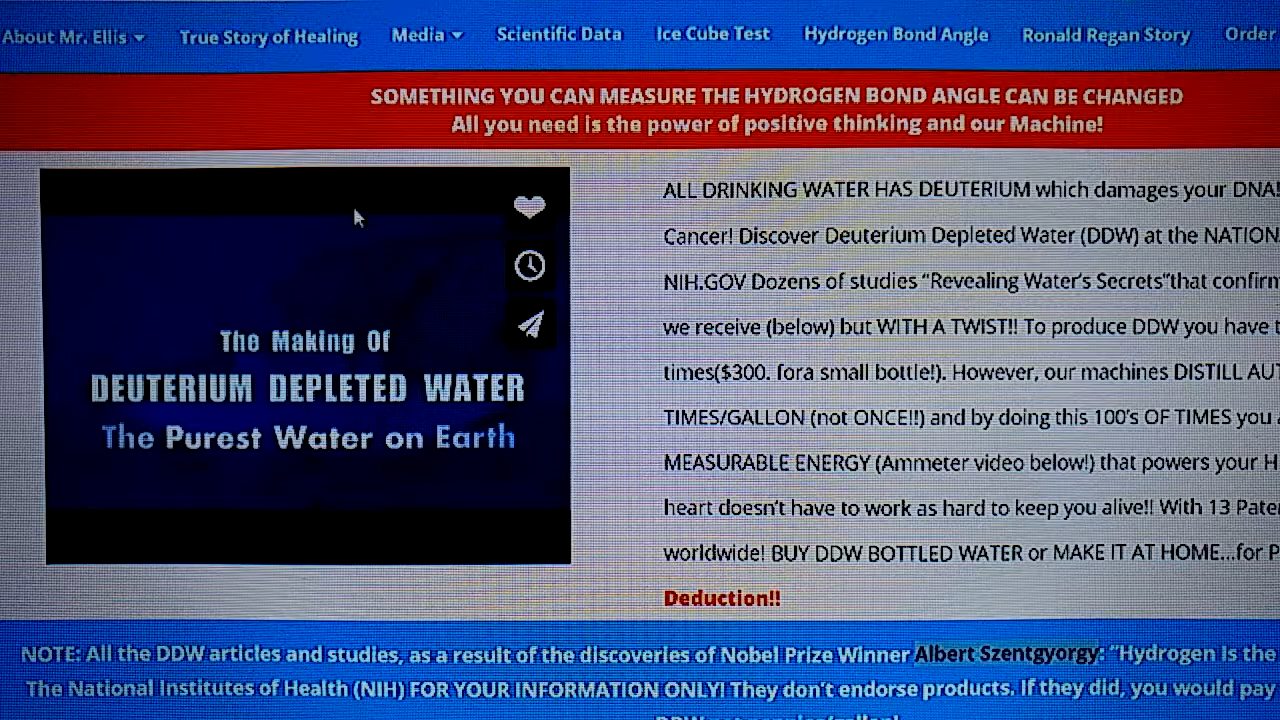 About Mr. Ellis True Story of Healing Media Scientific Data Ice Cube Test Hydrogen Bond Angle Ronald Regan Story Order
SOMETHING YOU CAN MEASURE THE HYDROGEN BOND ANGLE CAN BE CHANGED
All you need is the power of positive thinking and our Machine!
The Making Of
DEUTERIUM DEPLETED WATER
The Purest Water on Earth
ALL DRINKING WATER HAS DEUTERIUM which damages your DNA!
Cancer! Discover Deuterium Depleted Water (DDW) at the NATION
NIH.GOV Dozens of studies “Revealing Water’s Secrets”that confirm
we receive (below) but WITH A TWIST!! To produce DDW you have
times($300. fora small bottle!). However, our machines DISTILL AUT
TIMES/GALLON (not ONCE!!) and by doing this 100’s OF TIMES you
MEASURABLE ENERGY (Ammeter video below!) that powers your H
heart doesn’t have to work as hard to keep you alive!! With 13 Pate
worldwide! BUY DDW BOTTLED WATER or MAKE IT AT HOME...for P
Deduction!!
NOTE: All the DDW articles and studies, as a result of the discoveries of Nobel Prize Winner Albert Szentgyorgy: “Hydrogen Is the
The National Institutes of Health (NIH) FOR YOUR INFORMATION ONLY! They don’t endorse products. If they did, you would pay